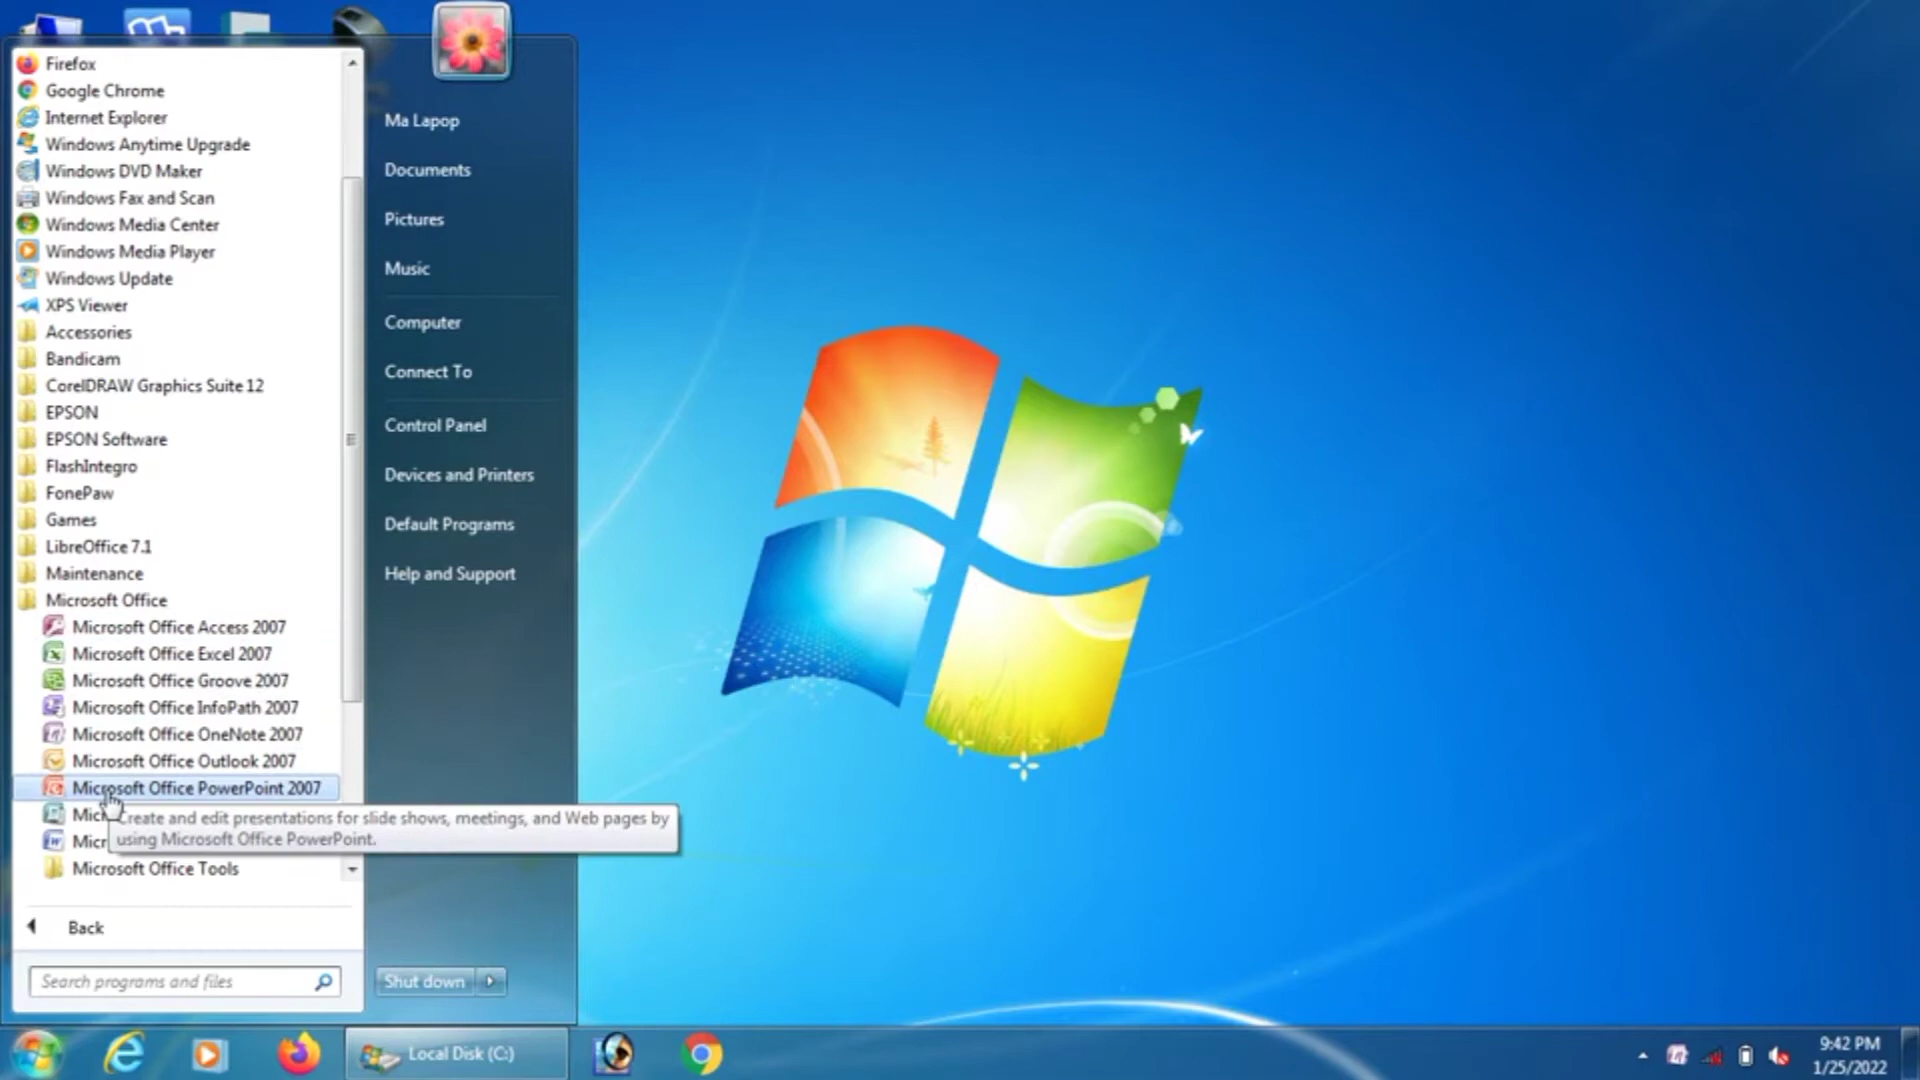 Firefox
Google Chrome
Internet Explorer
Windows Anytime Upgrade
Windows DVD Maker
Windows Fax and Scan
Windows Media Center
Windows Media Player
Windows Update
XPS Viewer
Accessories
Bandicam
CorelDRAW Graphics Suite 12
EPSON
EPSON Software
FlashIntegro
FonePaw
Games
LibreOffice 7.1
Maintenance
Microsoft Office
Microsoft Office Access 2007
Microsoft Office Excel 2007
Microsoft Office Groove 2007
Microsoft Office InfoPath 2007
Microsoft Office OneNote 2007
Microsoft Office Outlook 2007
Microsoft Office PowerPoint 2007
Create and edit presentations for slide shows, meetings, and Web pages by
using Microsoft Office PowerPoint.
Microsoft Office Tools
Back
Search programs and files
Ma Lapop
Documents
Pictures
Music
Computer
Connect To
Control Panel
Devices and Printers
Default Programs
Help and Support
Shut down
Local Disk (C:)
9:42 PM
1/25/2022